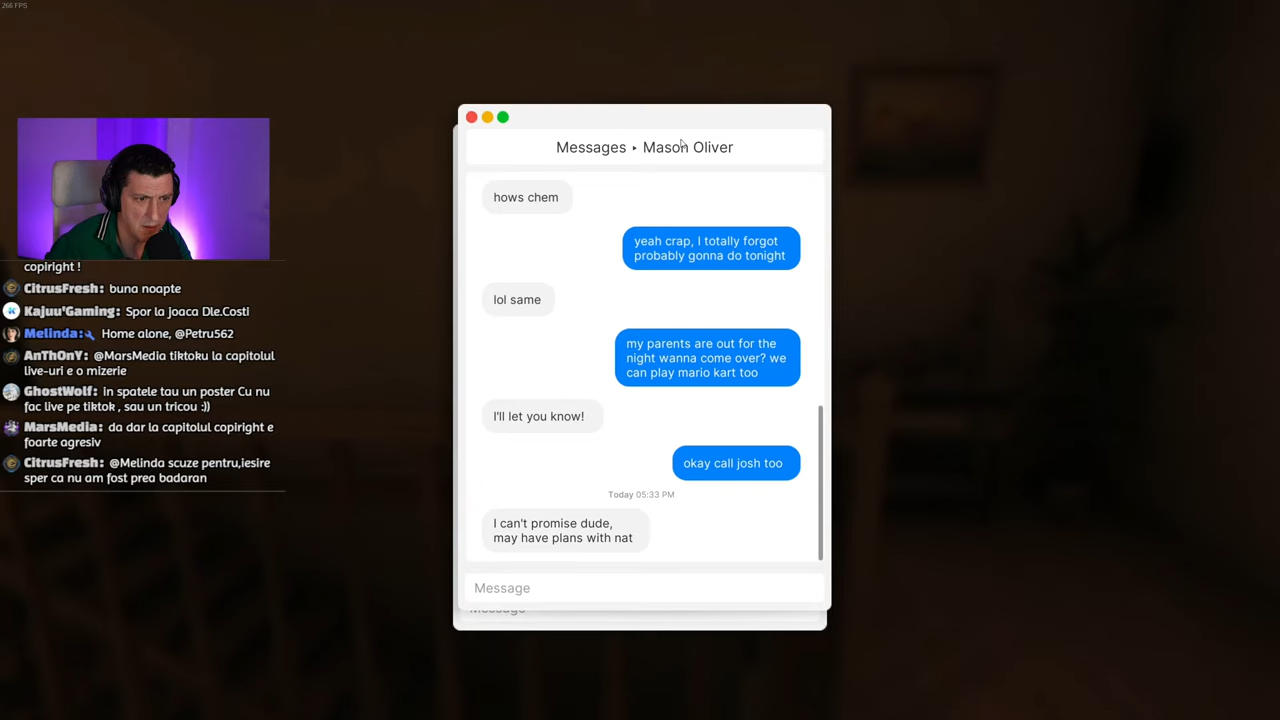 266 FPS
Messages ▸ Mason Oliver
hows chem
yeah crap, I totally forgot
probably gonna do tonight
lol same
my parents are out for the
night wanna come over? we
can play mario kart too
I'll let you know!
okay call josh too
Today 05:33 PM
I can't promise dude,
may have plans with nat
Message
Message
copiright !
CitrusFresh: buna noapte
Kajuu'Gaming: Spor la joaca Dle.Costi
Melinda: Home alone, @Petru562
AnThOnY: @MarsMedia tiktoku la capitolul
live-uri e o mizerie
GhostWolf: in spatele tau un poster Cu nu
fac live pe tiktok , sau un tricou :))
MarsMedia: da dar la capitolul copiright e
foarte agresiv
CitrusFresh: @Melinda scuze pentru,iesire
sper ca nu am fost prea badaran